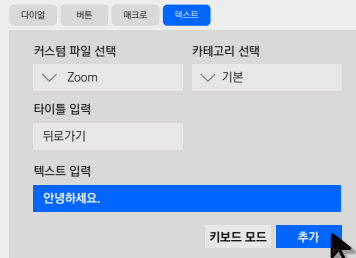 다이얼 버튼 매크로 텍스트
커스텀 파일 선택 카테고리 선택
Zoom 기본
타이틀 입력
뒤로가기
텍스트 입력
안녕하세요.
키보드 모드 추가